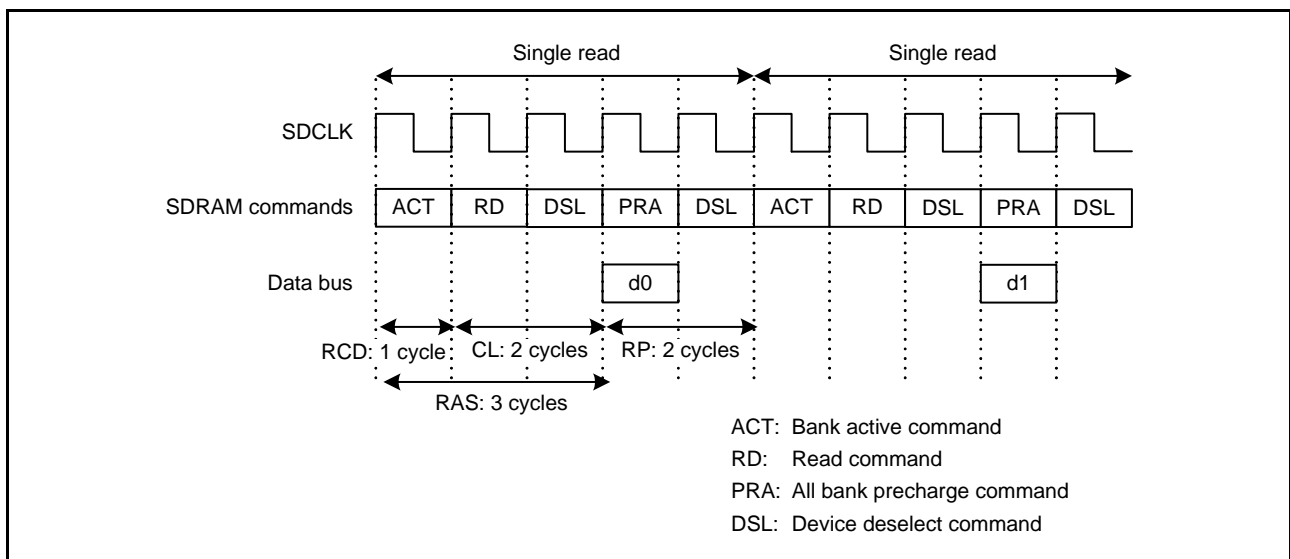 Single read Single read
SDCLK
SDRAM commands ACT RD DSL PRA DSL ACT RD DSL PRA DSL
Data bus d0 d1
RCD: 1 cycle CL: 2 cycles RP: 2 cycles
RAS: 3 cycles
ACT: Bank active command
RD: Read command
PRA: All bank precharge command
DSL: Device deselect command